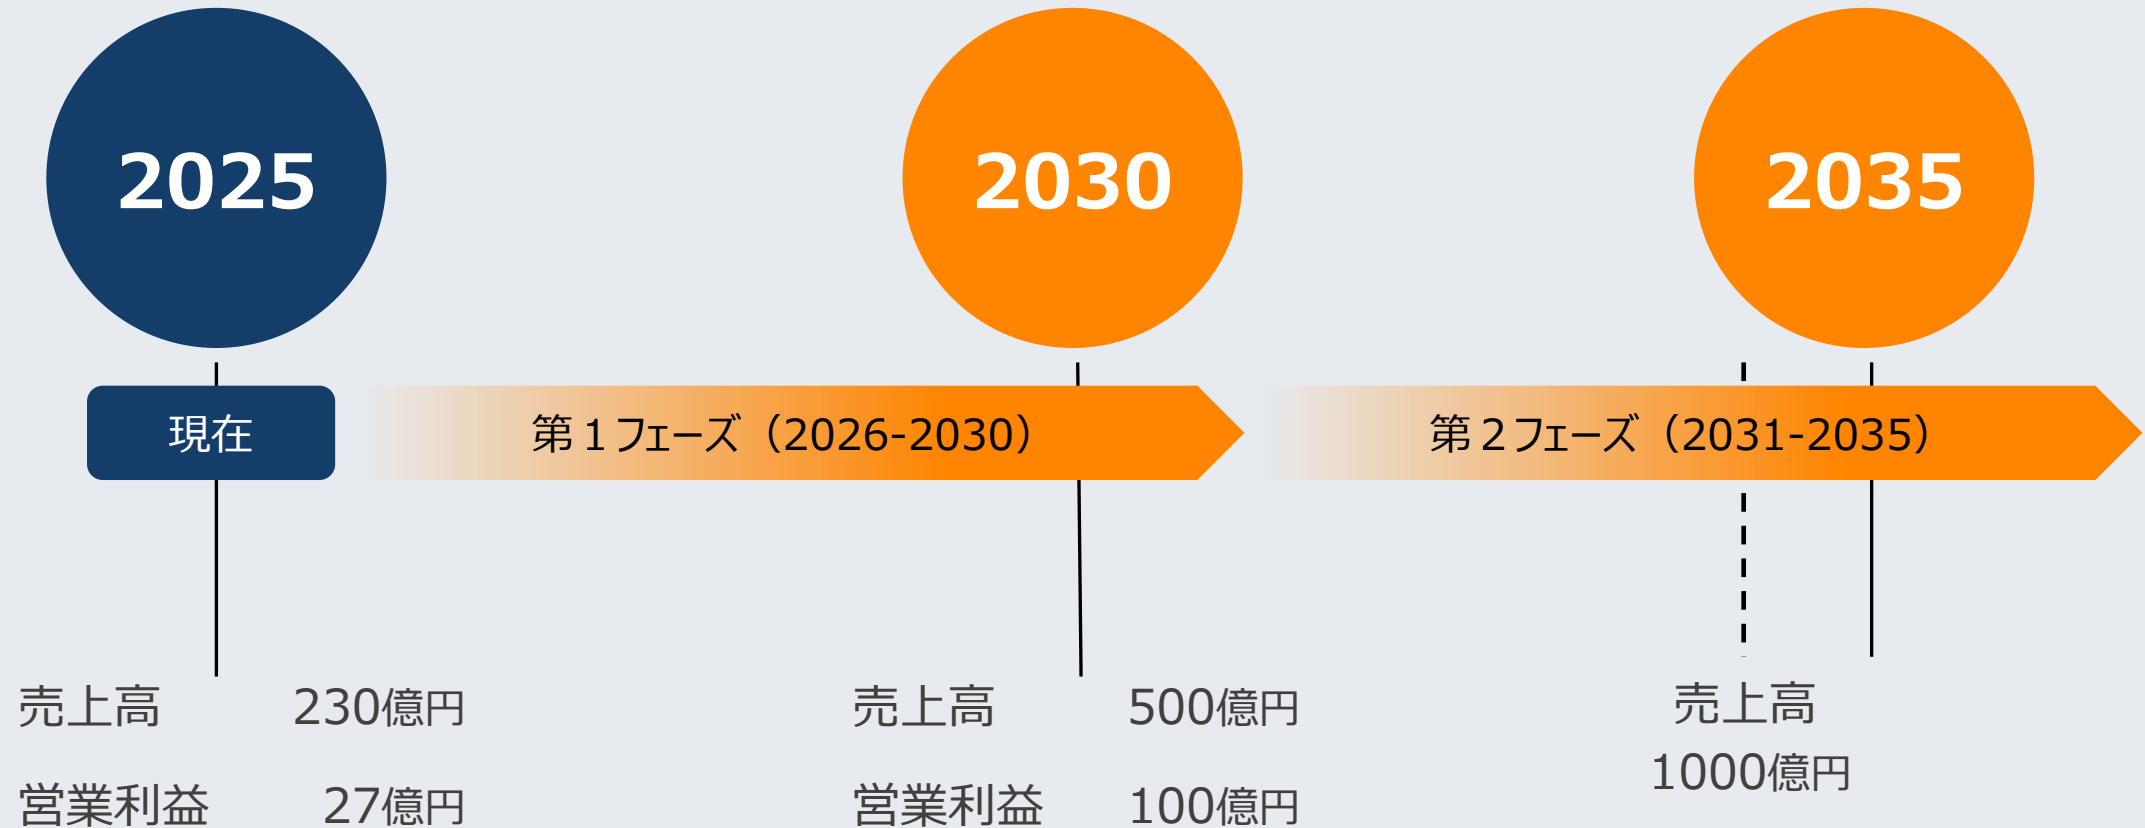 2025
2030
2035
現在
第１フェーズ（2026-2030）
第２フェーズ（2031-2035）
売上高 230億円
売上高 500億円
売上高
1000億円
営業利益 27億円
営業利益 100億円